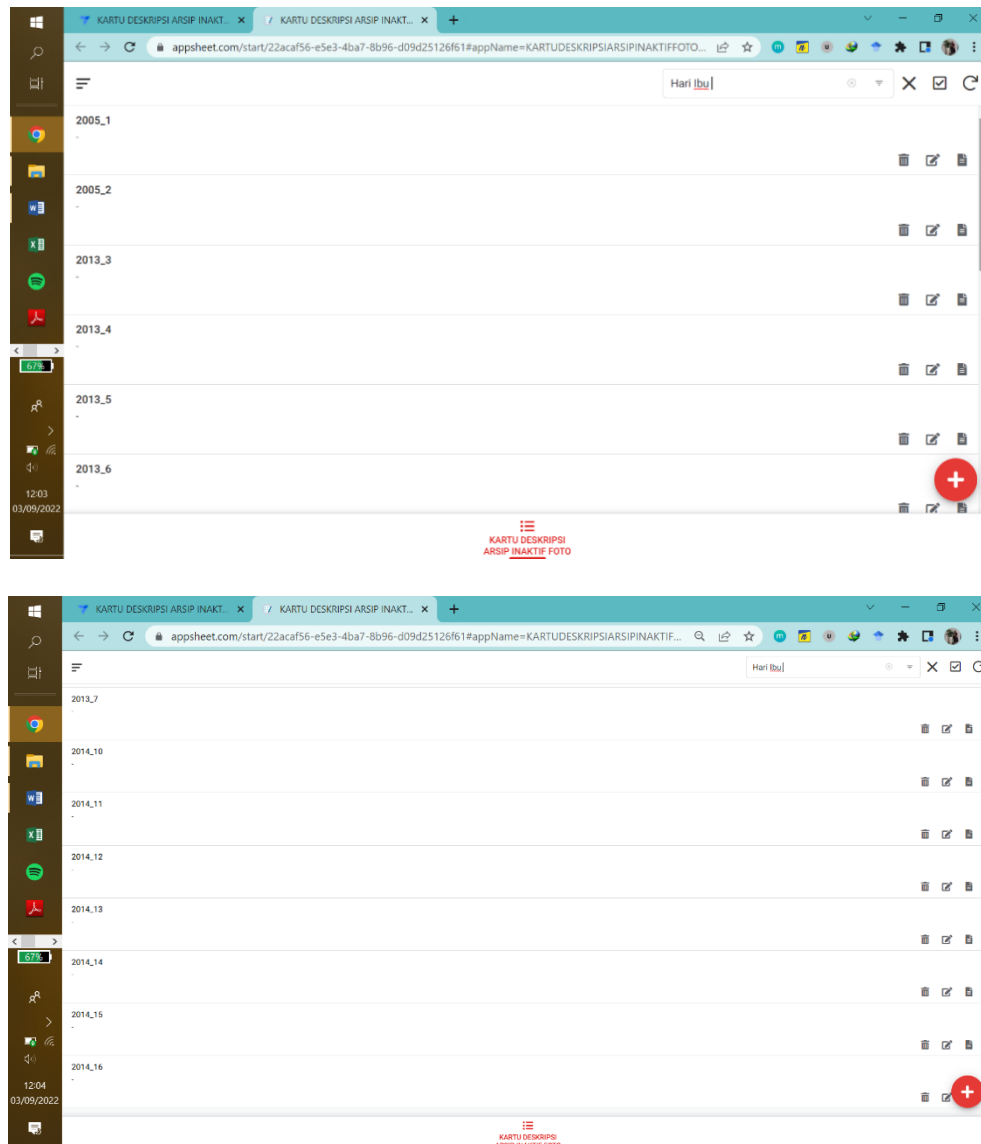 KARTU DESKRIPSI ARSIP INAKT...
KARTU DESKRIPSI ARSIP INAKT...
appsheet.com/start/22acaf56-e5e3-4ba7-8b96-d09d25126f61#appName=KARTUDESKRIPSIARSIPINAKTIFFOTO...
Hari Ibu
2005_1
-
2005_2
-
2013_3
-
2013_4
-
2013_5
-
2013_6
-
67%
12:03
03/09/2022
KARTU DESKRIPSI
ARSIP INAKTIF FOTO
KARTU DESKRIPSI ARSIP INAKT...
KARTU DESKRIPSI ARSIP INAKT...
appsheet.com/start/22acaf56-e5e3-4ba7-8b96-d09d25126f61#appName=KARTUDESKRIPSIARSIPINAKTIF...
Hari Ibu
2013_7
-
2014_10
-
2014_11
-
2014_12
-
2014_13
-
2014_14
-
2014_15
-
2014_16
-
67%
12:04
03/09/2022
KARTU DESKRIPSI
ARSIP INAKTIF FOTO